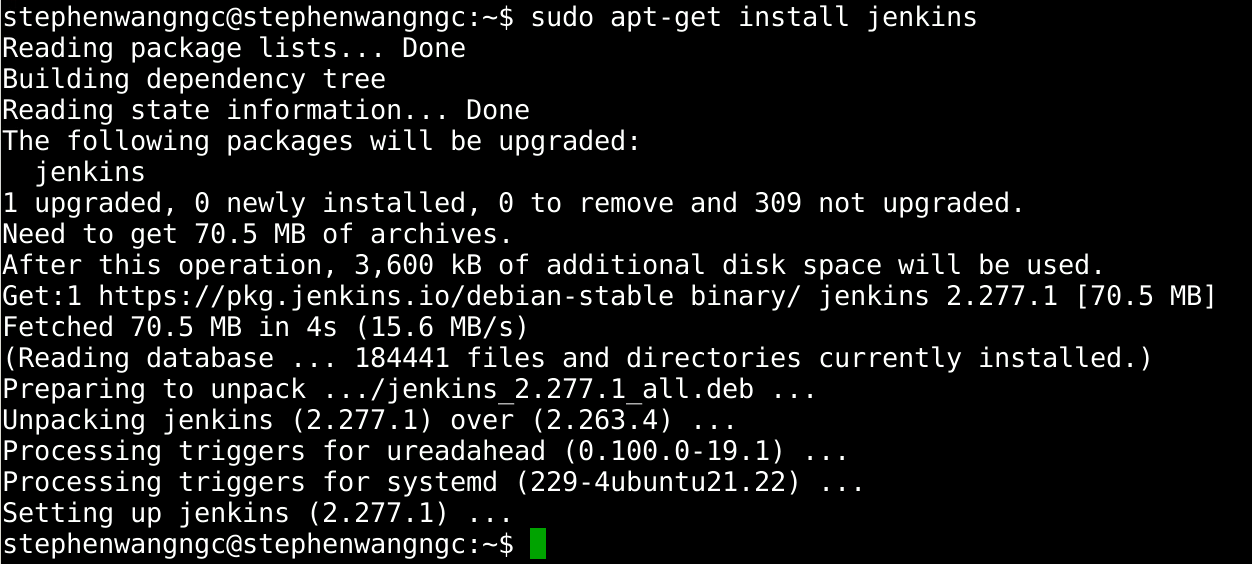 stephenwangngc@stephenwangngc:~$ sudo apt-get install jenkins
Reading package lists... Done
Building dependency tree
Reading state information... Done
The following packages will be upgraded:
  jenkins
1 upgraded, 0 newly installed, 0 to remove and 309 not upgraded.
Need to get 70.5 MB of archives.
After this operation, 3,600 kB of additional disk space will be used.
Get:1 https://pkg.jenkins.io/debian-stable binary/ jenkins 2.277.1 [70.5 MB]
Fetched 70.5 MB in 4s (15.6 MB/s)
(Reading database ... 184441 files and directories currently installed.)
Preparing to unpack .../jenkins_2.277.1_all.deb ...
Unpacking jenkins (2.277.1) over (2.263.4) ...
Processing triggers for ureadahead (0.100.0-19.1) ...
Processing triggers for systemd (229-4ubuntu21.22) ...
Setting up jenkins (2.277.1) ...
stephenwangngc@stephenwangngc:~$